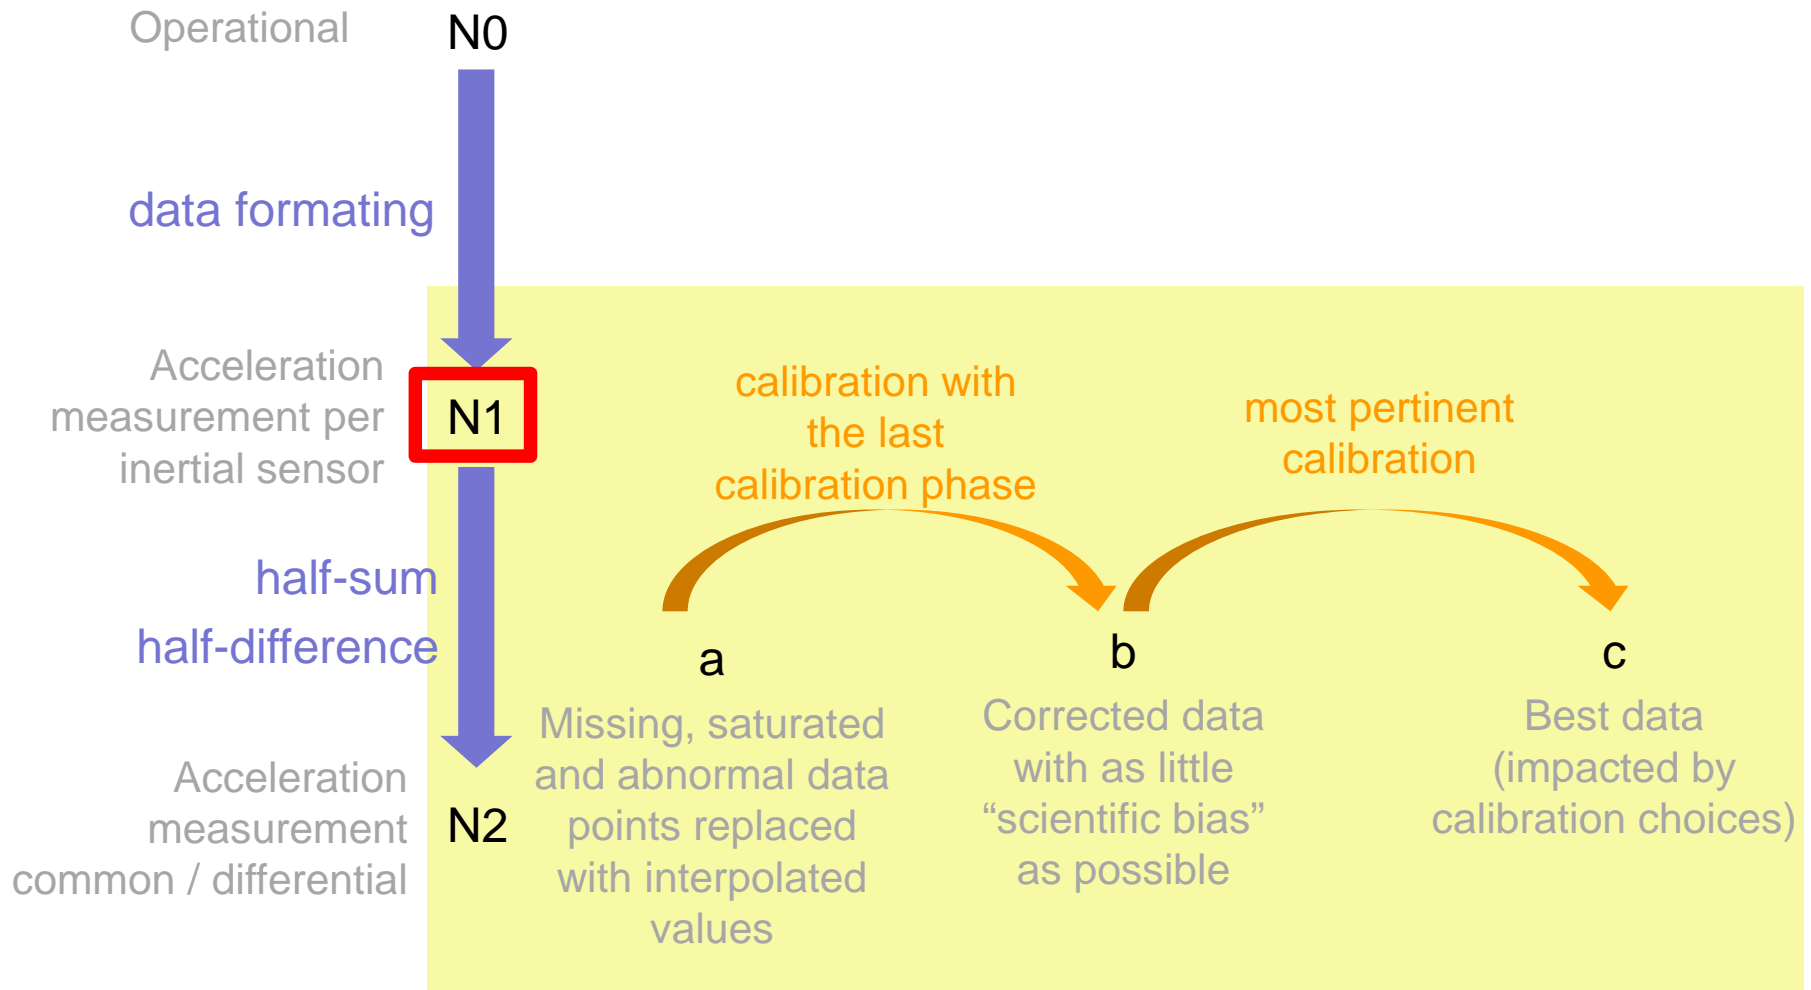 Operational
N0
data formating
Acceleration
measurement per
inertial sensor
N1
calibration with
the last
calibration phase
most pertinent
calibration
half-sum
half-difference
a
b
c
Missing, saturated
and abnormal data
points replaced
with interpolated
values
Corrected data
with as little
“scientific bias”
as possible
Best data
(impacted by
calibration choices)
Acceleration
measurement
common / differential
N2